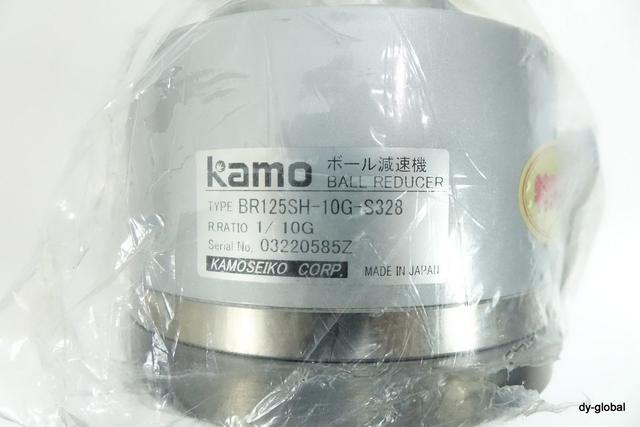 kamo ボール減速機
BALL REDUCER
TYPE BR125SH-10G-S328
R.RATIO 1/10G
Serial No. 03220585Z
KAMOSEIKO CORP. MADE IN JAPAN
dy-global